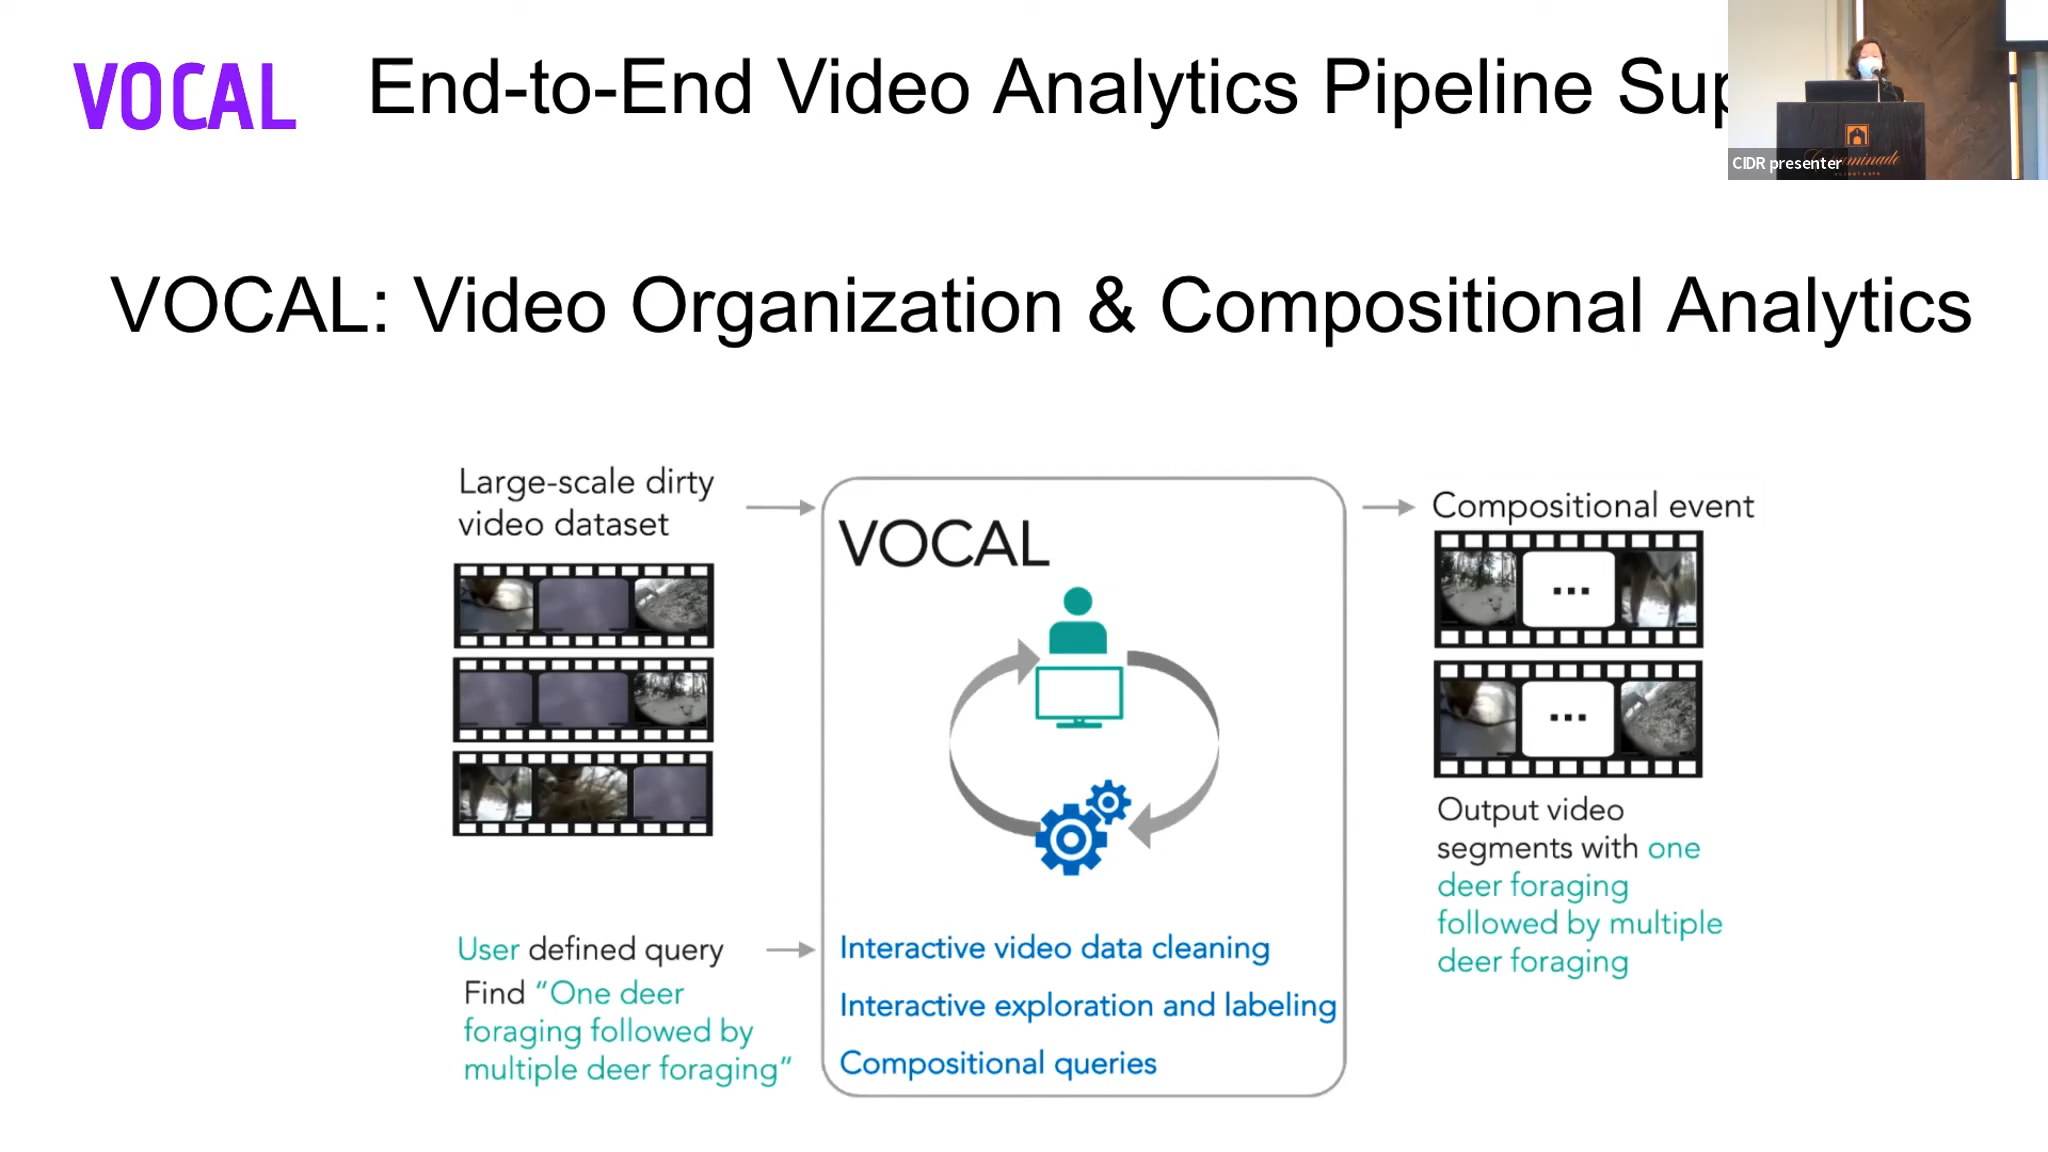 VOCAL
End-to-End Video Analytics Pipeline Sup
CIDR presenter
VOCAL: Video Organization & Compositional Analytics
Large-scale dirty
video dataset
VOCAL
Compositional event
...
...
Output video
segments with one
deer foraging
followed by multiple
deer foraging
User defined query
Find “One deer
foraging followed by
multiple deer foraging”
Interactive video data cleaning
Interactive exploration and labeling
Compositional queries